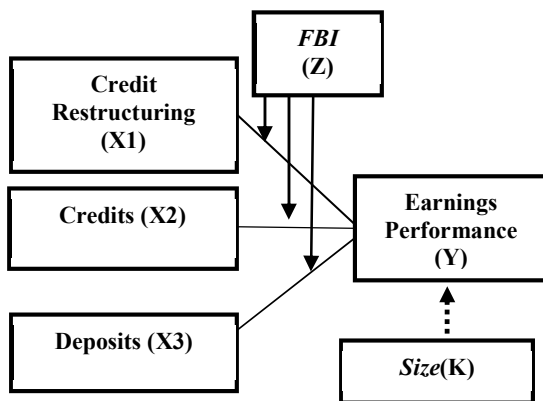 FBI
(Z)
Credit
Restructuring
(X1)
Credits (X2)
Earnings
Performance
(Y)
Deposits (X3)
Size(K)